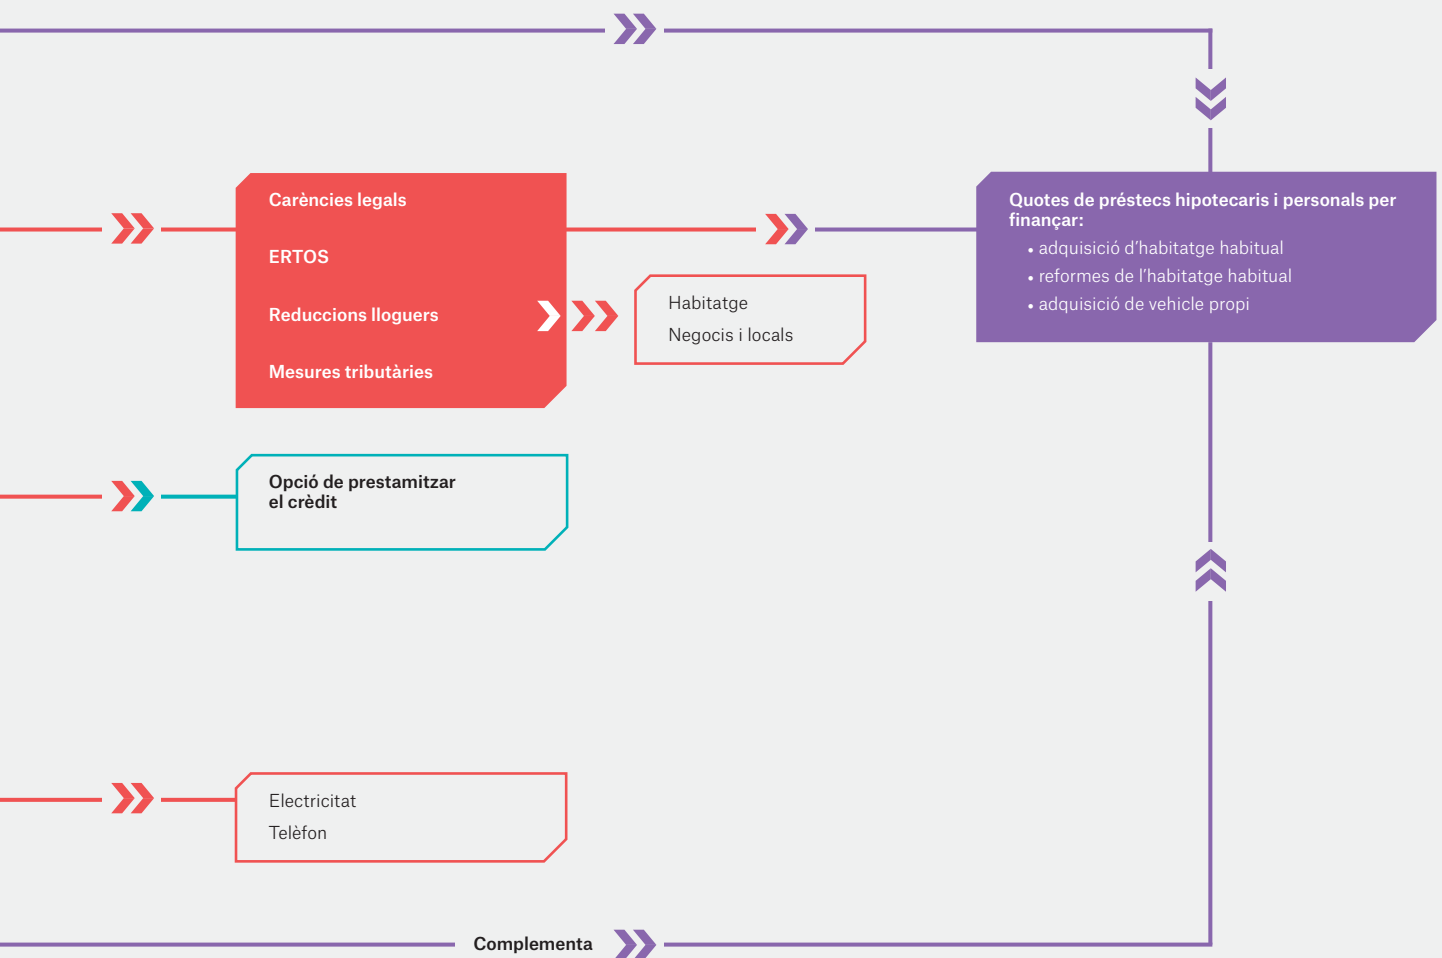 Carències legals
ERTOS
Reduccions lloguers
Mesures tributàries
Habitatge
Negocis i locals
Quotes de préstecs hipotecaris i personals per
finançar:
• adquisició d’habitatge habitual
• reformes de l’habitatge habitual
• adquisició de vehicle propi
Opció de prestamitzar
el crèdit
Electricitat
Telèfon
Complementa